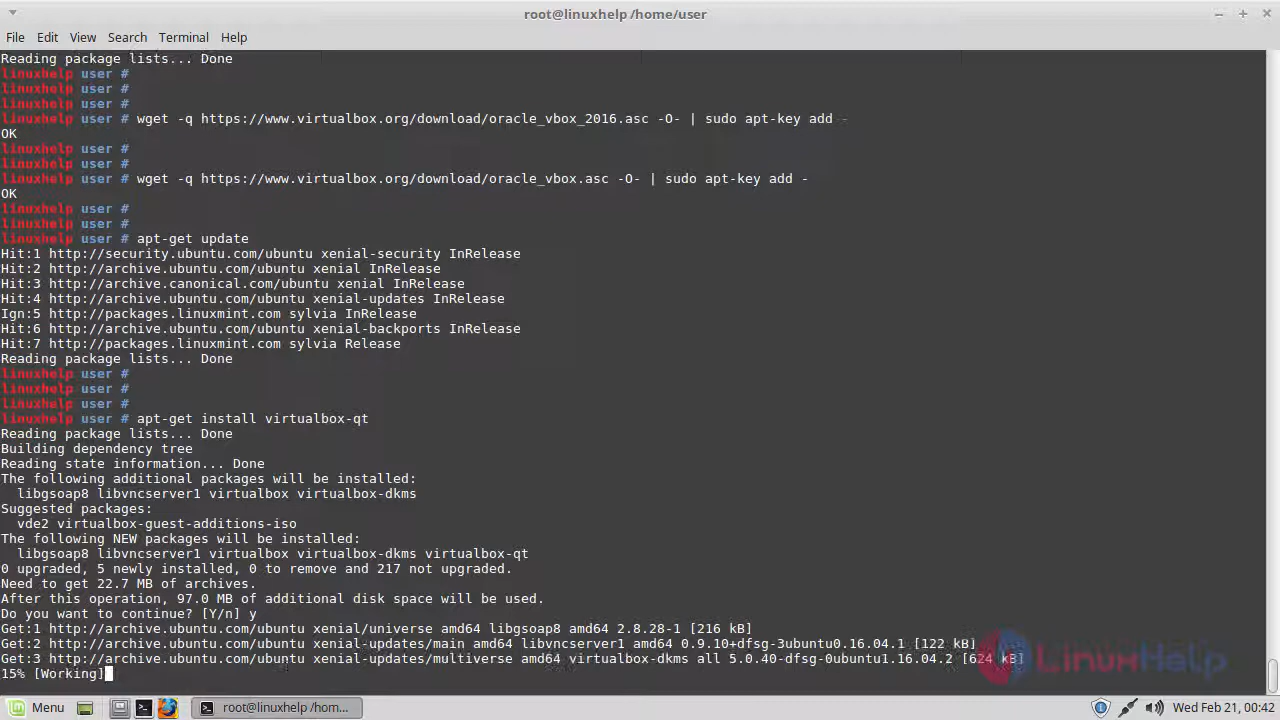 root@linuxhelp /home/user
File Edit View Search Terminal Help
Reading package lists... Done
linuxhelp user #
linuxhelp user #
linuxhelp user #
linuxhelp user # wget -q https://www.virtualbox.org/download/oracle_vbox_2016.asc -O- | sudo apt-key add -
OK
linuxhelp user #
linuxhelp user #
linuxhelp user # wget -q https://www.virtualbox.org/download/oracle_vbox.asc -O- | sudo apt-key add -
OK
linuxhelp user #
linuxhelp user #
linuxhelp user # apt-get update
Hit:1 http://security.ubuntu.com/ubuntu xenial-security InRelease
Hit:2 http://archive.ubuntu.com/ubuntu xenial InRelease
Hit:3 http://archive.canonical.com/ubuntu xenial InRelease
Hit:4 http://archive.ubuntu.com/ubuntu xenial-updates InRelease
Ign:5 http://packages.linuxmint.com sylvia InRelease
Hit:6 http://archive.ubuntu.com/ubuntu xenial-backports InRelease
Hit:7 http://packages.linuxmint.com sylvia Release
Reading package lists... Done
linuxhelp user #
linuxhelp user #
linuxhelp user #
linuxhelp user # apt-get install virtualbox-qt
Reading package lists... Done
Building dependency tree
Reading state information... Done
The following additional packages will be installed:
libgsoap8 libvncserver1 virtualbox virtualbox-dkms
Suggested packages:
vde2 virtualbox-guest-additions-iso
The following NEW packages will be installed:
libgsoap8 libvncserver1 virtualbox virtualbox-dkms virtualbox-qt
0 upgraded, 5 newly installed, 0 to remove and 217 not upgraded.
Need to get 22.7 MB of archives.
After this operation, 97.0 MB of additional disk space will be used.
Do you want to continue? [Y/n] y
Get:1 http://archive.ubuntu.com/ubuntu xenial/universe amd64 libgsoap8 amd64 2.8.28-1 [216 kB]
Get:2 http://archive.ubuntu.com/ubuntu xenial-updates/main amd64 libvncserver1 amd64 0.9.10+dfsg-3ubuntu0.16.04.1 [122 kB]
Get:3 http://archive.ubuntu.com/ubuntu xenial-updates/multiverse amd64 virtualbox-dkms all 5.0.40-dfsg-0ubuntu1.16.04.2 [624 kB]
15% [Working]
LinuxHelp
Menu root@linuxhelp /hom... Wed Feb 21, 00:42